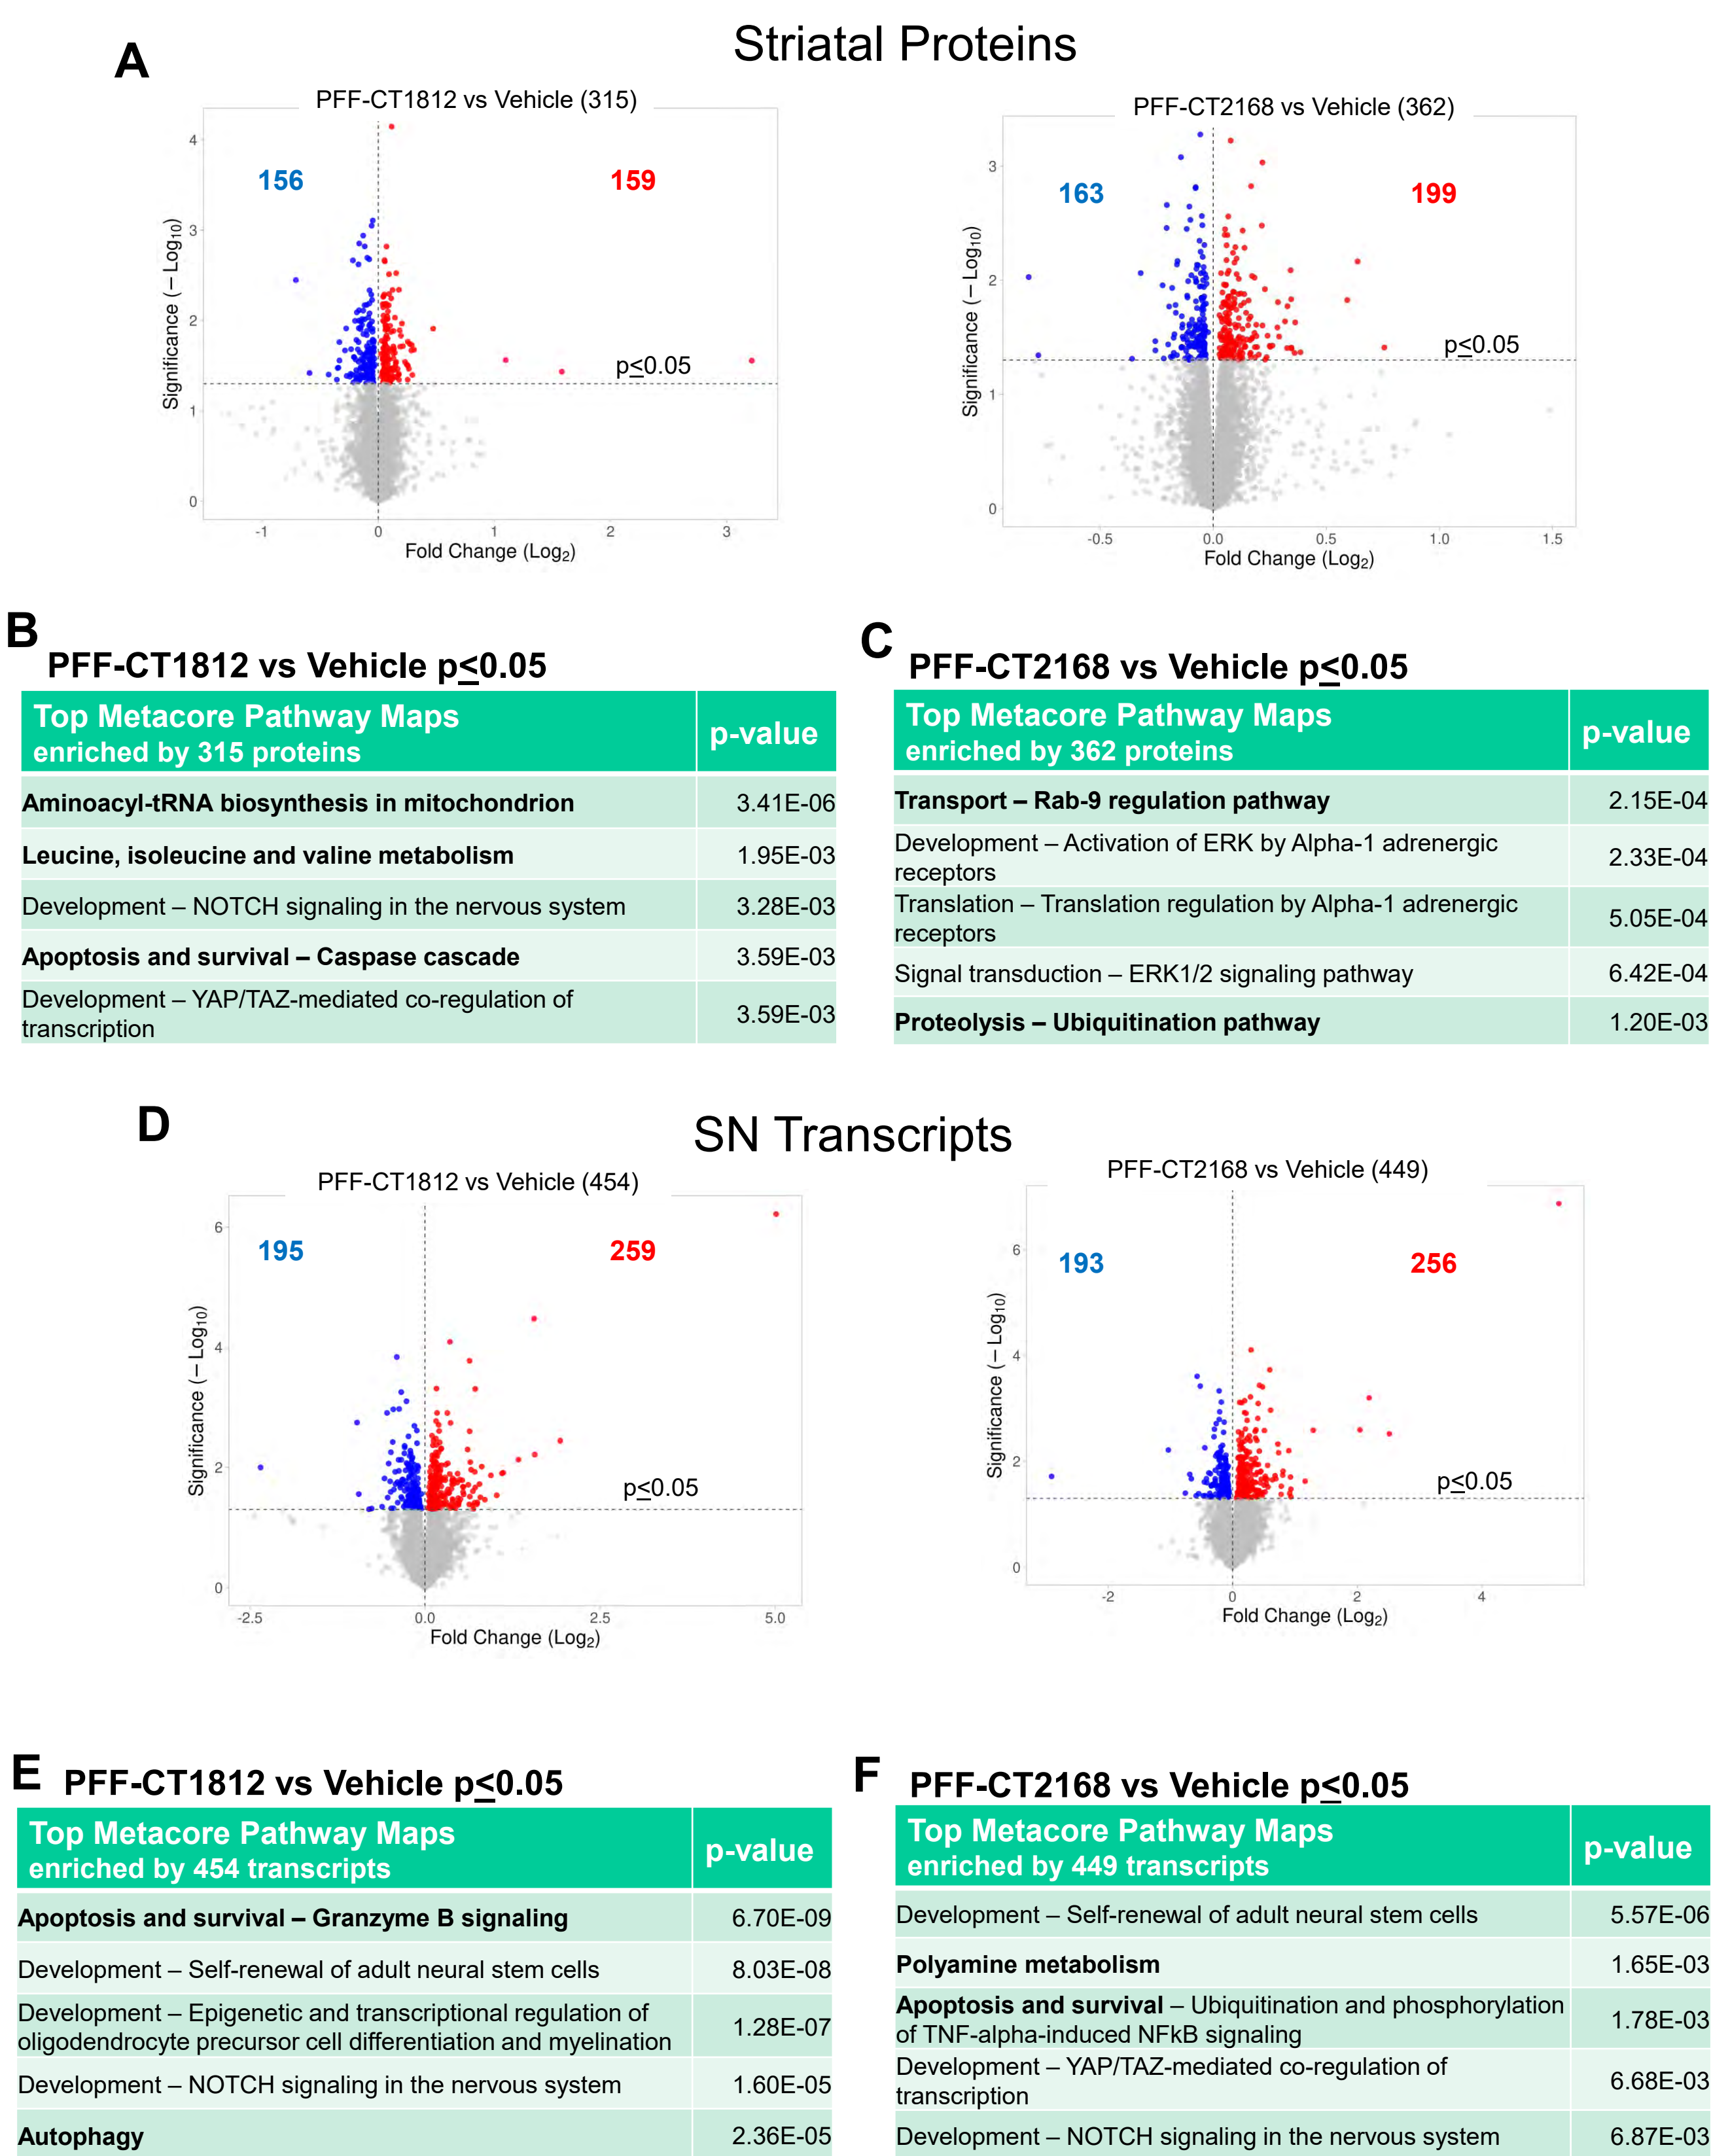 Striatal Proteins
A
PFF-CT1812 vs Vehicle (315)
156
159
Significance (– Log10)
4
3
2
1
0
p≤0.05
-1
0
1
2
3
Fold Change (Log2)
PFF-CT2168 vs Vehicle (362)
163
199
Significance (– Log10)
3
2
1
0
p≤0.05
-0.5
0.0
0.5
1.0
1.5
Fold Change (Log2)
B
PFF-CT1812 vs Vehicle p≤0.05
Top Metacore Pathway Maps
enriched by 315 proteins
p-value
Aminoacyl-tRNA biosynthesis in mitochondrion
3.41E-06
Leucine, isoleucine and valine metabolism
1.95E-03
Development – NOTCH signaling in the nervous system
3.28E-03
Apoptosis and survival – Caspase cascade
3.59E-03
Development – YAP/TAZ-mediated co-regulation of
transcription
3.59E-03
C
PFF-CT2168 vs Vehicle p≤0.05
Top Metacore Pathway Maps
enriched by 362 proteins
p-value
Transport – Rab-9 regulation pathway
2.15E-04
Development – Activation of ERK by Alpha-1 adrenergic
receptors
2.33E-04
Translation – Translation regulation by Alpha-1 adrenergic
receptors
5.05E-04
Signal transduction – ERK1/2 signaling pathway
6.42E-04
Proteolysis – Ubiquitination pathway
1.20E-03
D
SN Transcripts
PFF-CT1812 vs Vehicle (454)
195
259
Significance (– Log10)
6
4
2
0
p≤0.05
-2.5
0.0
2.5
5.0
Fold Change (Log2)
PFF-CT2168 vs Vehicle (449)
193
256
Significance (– Log10)
6
4
2
0
p≤0.05
-2
0
2
4
Fold Change (Log2)
E
PFF-CT1812 vs Vehicle p≤0.05
Top Metacore Pathway Maps
enriched by 454 transcripts
p-value
Apoptosis and survival – Granzyme B signaling
6.70E-09
Development – Self-renewal of adult neural stem cells
8.03E-08
Development – Epigenetic and transcriptional regulation of
oligodendrocyte precursor cell differentiation and myelination
1.28E-07
Development – NOTCH signaling in the nervous system
1.60E-05
Autophagy
2.36E-05
F
PFF-CT2168 vs Vehicle p≤0.05
Top Metacore Pathway Maps
enriched by 449 transcripts
p-value
Development – Self-renewal of adult neural stem cells
5.57E-06
Polyamine metabolism
1.65E-03
Apoptosis and survival – Ubiquitination and phosphorylation
of TNF-alpha-induced NFkB signaling
1.78E-03
Development – YAP/TAZ-mediated co-regulation of
transcription
6.68E-03
Development – NOTCH signaling in the nervous system
6.87E-03